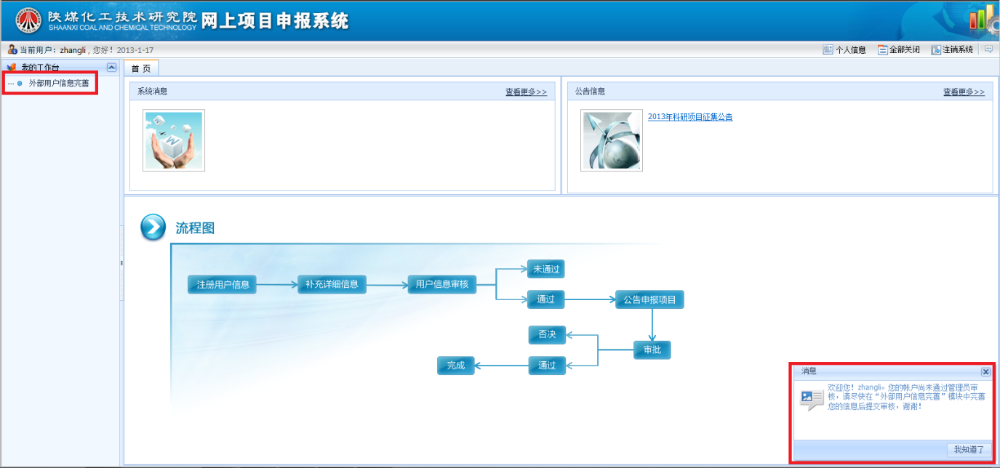 陕煤化工技术研究院 网上项目申报系统
SHAANXI COAL AND CHEMICAL TECHNOLOGY
当前用户：zhangli , 您好！2013-1-17
个人信息 全部关闭 注销系统
我的工作台
外部用户信息完善
首 页
系统消息 查看更多>>
公告信息 查看更多>>
W
2013年科研项目征集公告
流程图
未通过
注册用户信息 补充详细信息 用户信息审核
通过 公告申报项目
否决
审批
完成 通过
消息
欢迎您！zhangli。您的帐户尚未通过管理员审
核，请尽快在“外部用户信息完善”模块中完善
您的信息后提交审核，谢谢！
我知道了